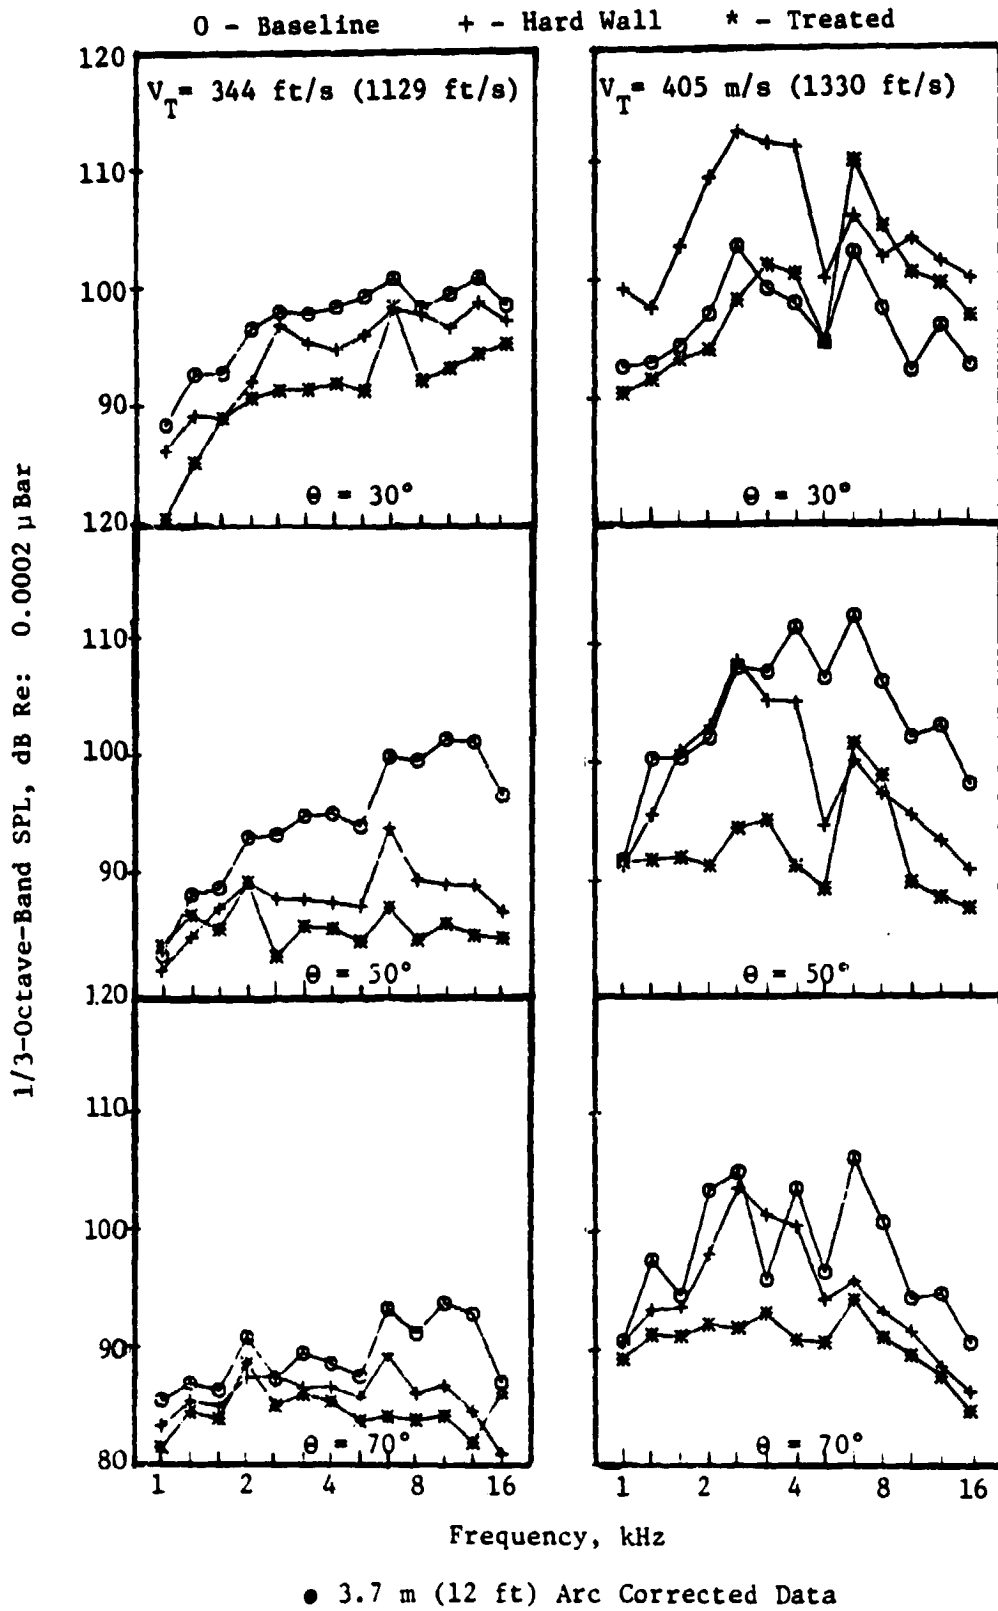 O - Baseline + - Hard Wall * - Treated
120
V_T= 344 ft/s (1129 ft/s)
V_T= 405 m/s (1330 ft/s)
110
100
90
θ = 30°
θ = 30°
120
110
100
90
θ = 50°
θ = 50°
120
110
100
90
80
θ = 70°
θ = 70°
1 2 4 8 16
1 2 4 8 16
1/3-Octave-Band SPL, dB Re: 0.0002 μBar
Frequency, kHz
● 3.7 m (12 ft) Arc Corrected Data